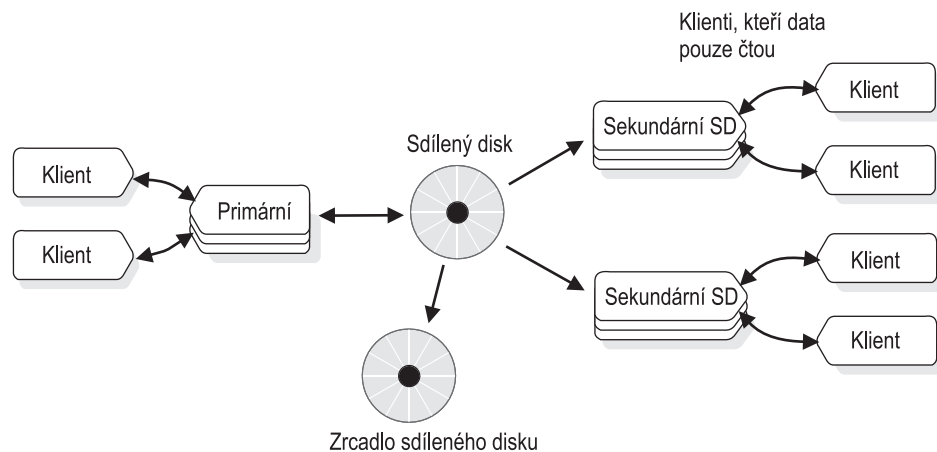 Klienti, kteří data
pouze čtou
Klient
Sekundární SD
Klient
Sdílený disk
Klient
Primární
Klient
Klient
Sekundární SD
Klient
Zrcadlo sdíleného disku